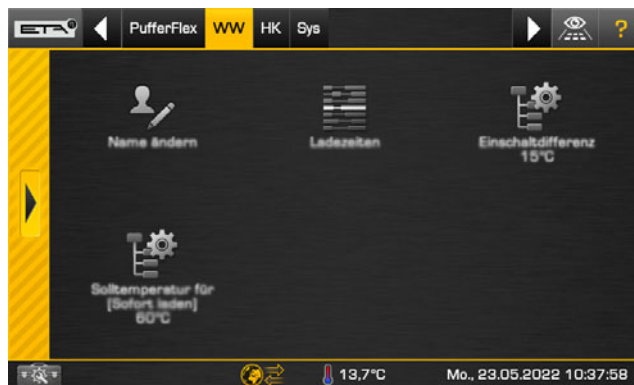 ETA
PufferFlex WW HK Sys ?
Name ändern
Ladezeiten
Einschaltdifferenz
15°C
Solltemperatur für
[Sofort laden]
60°C
13,7°C Mo., 23.05.2022 10:37:58